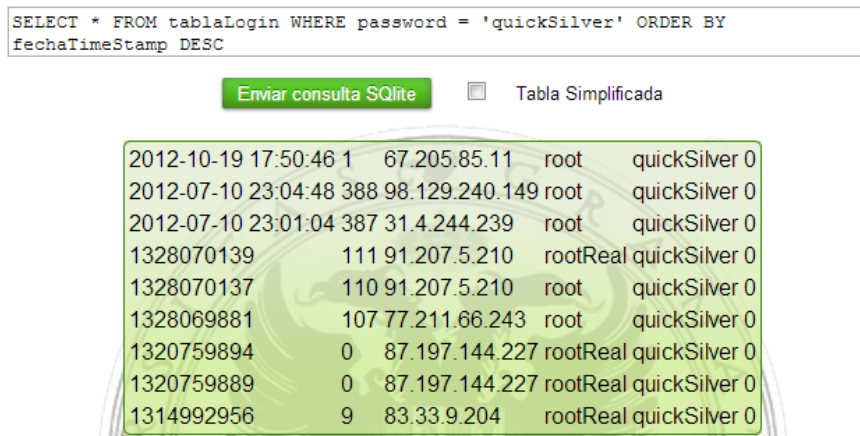 SELECT * FROM tablaLogin WHERE password = 'quickSilver' ORDER BY
fechaTimeStamp DESC
Enviar consulta SQlite Tabla Simplificada
2012-10-19 17:50:46 1 67.205.85.11 root quickSilver 0
2012-07-10 23:04:48 388 98.129.240.149 root quickSilver 0
2012-07-10 23:01:04 387 31.4.244.239 root quickSilver 0
1328070139 111 91.207.5.210 rootReal quickSilver 0
1328070137 110 91.207.5.210 rootReal quickSilver 0
1328069881 107 77.211.66.243 root quickSilver 0
1320759894 0 87.197.144.227 rootReal quickSilver 0
1320759889 0 87.197.144.227 rootReal quickSilver 0
1314992956 9 83.33.9.204 rootReal quickSilver 0